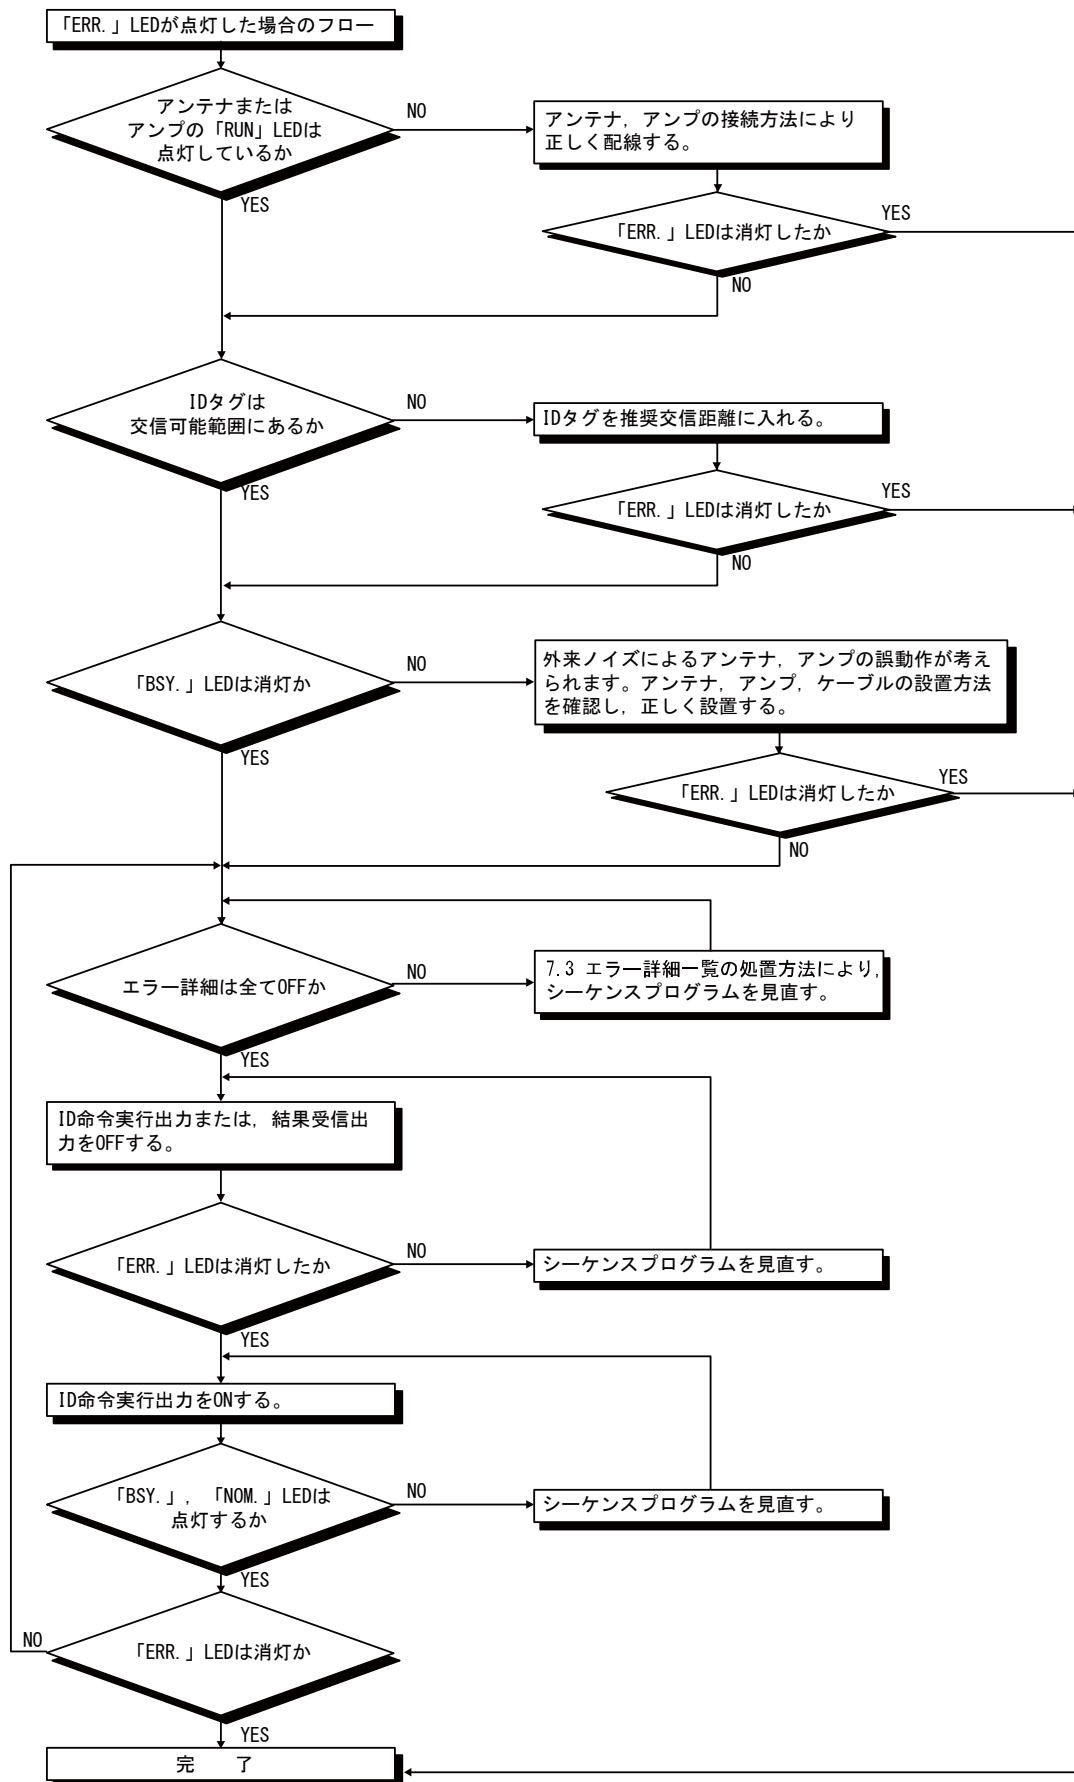 「ERR.」LEDが点灯した場合のフロー
アンテナまたは
アンプの「RUN」LEDは
点灯しているか
NO
アンテナ，アンプの接続方法により
正しく配線する。
YES
「ERR.」LEDは消灯したか
YES
NO
IDタグは
交信可能範囲にあるか
NO
IDタグを推奨交信距離に入れる。
YES
「ERR.」LEDは消灯したか
YES
NO
「BSY.」LEDは消灯か
NO
外来ノイズによるアンテナ，アンプの誤動作が考え
られます。アンテナ，アンプ，ケーブルの設置方法
を確認し，正しく設置する。
YES
「ERR.」LEDは消灯したか
YES
NO
エラー詳細は全てOFFか
NO
7.3 エラー詳細一覧の処置方法により，
シーケンスプログラムを見直す。
YES
ID命令実行出力または，結果受信出
力をOFFする。
「ERR.」LEDは消灯したか
NO
シーケンスプログラムを見直す。
YES
ID命令実行出力をONする。
「BSY.」，「NOM.」LEDは
点灯するか
NO
シーケンスプログラムを見直す。
YES
NO
「ERR.」LEDは消灯か
YES
完　了